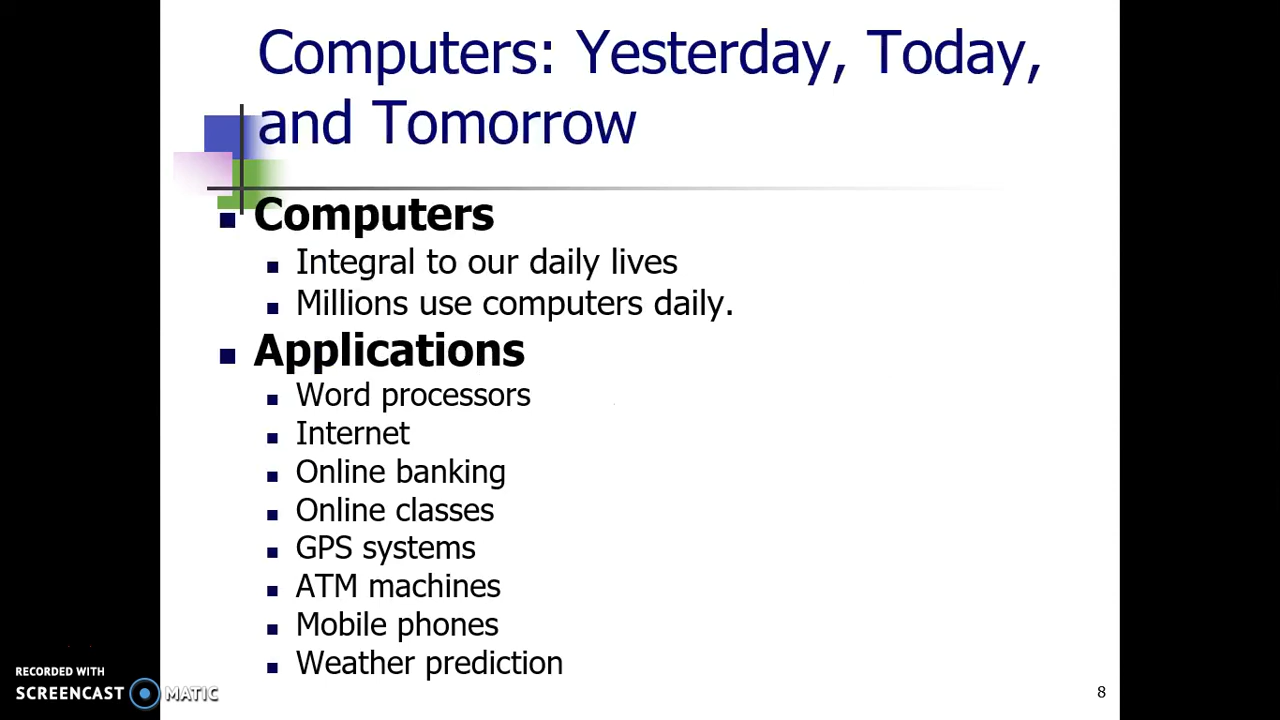 Computers: Yesterday, Today,
and Tomorrow
Computers
Integral to our daily lives
Millions use computers daily.
Applications
Word processors
Internet
Online banking
Online classes
GPS systems
ATM machines
Mobile phones
Weather prediction
RECORDED WITH
SCREENCAST MATIC
8